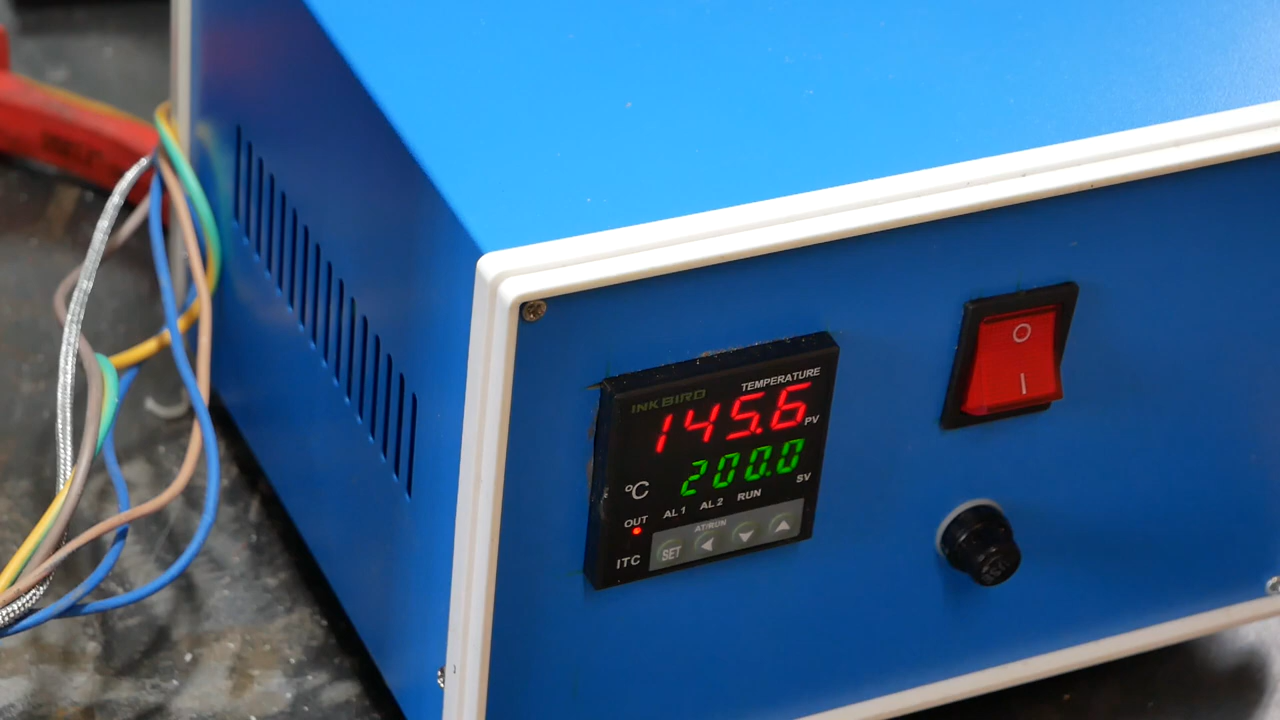 INKBIRD
TEMPERATURE
145.6 PV
200.0
°C
SV
AL1 AL2 RUN
OUT
AT/RUN
SET
ITC
O
I